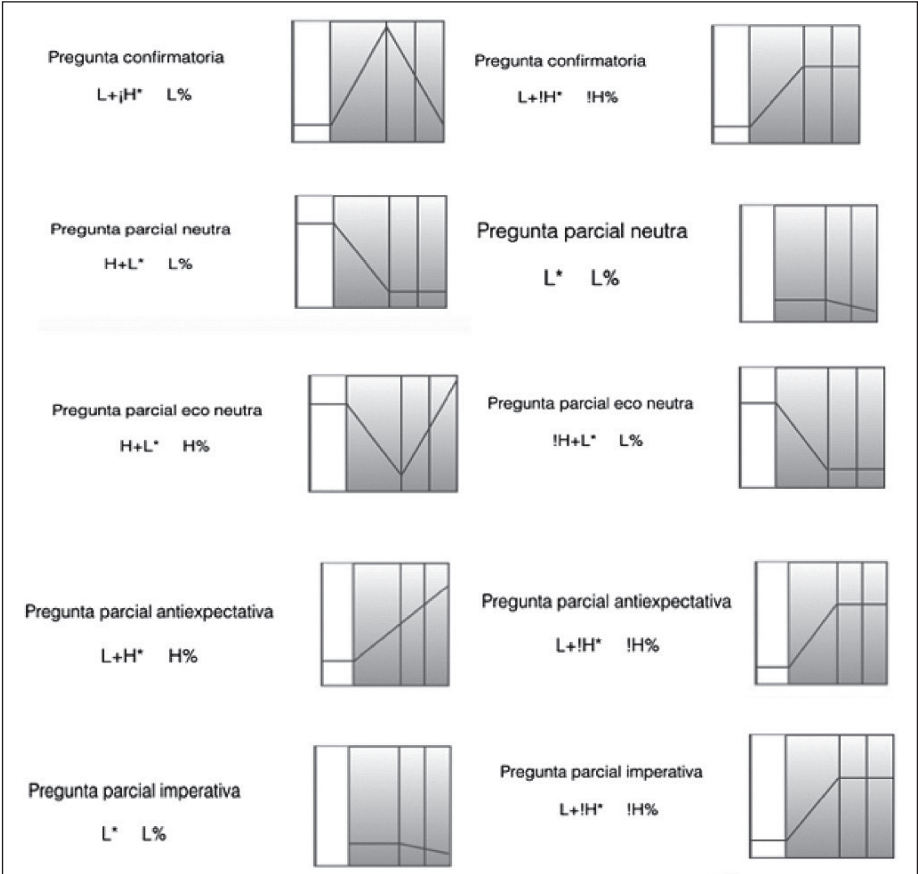 Pregunta confirmatoria
L+¡H* L%
Pregunta confirmatoria
L+!H* !H%
Pregunta parcial neutra
H+L* L%
Pregunta parcial neutra
L* L%
Pregunta parcial eco neutra
H+L* H%
Pregunta parcial eco neutra
!H+L* L%
Pregunta parcial antiexpectativa
L+H* H%
Pregunta parcial antiexpectativa
L+!H* !H%
Pregunta parcial imperativa
L* L%
Pregunta parcial imperativa
L+!H* !H%